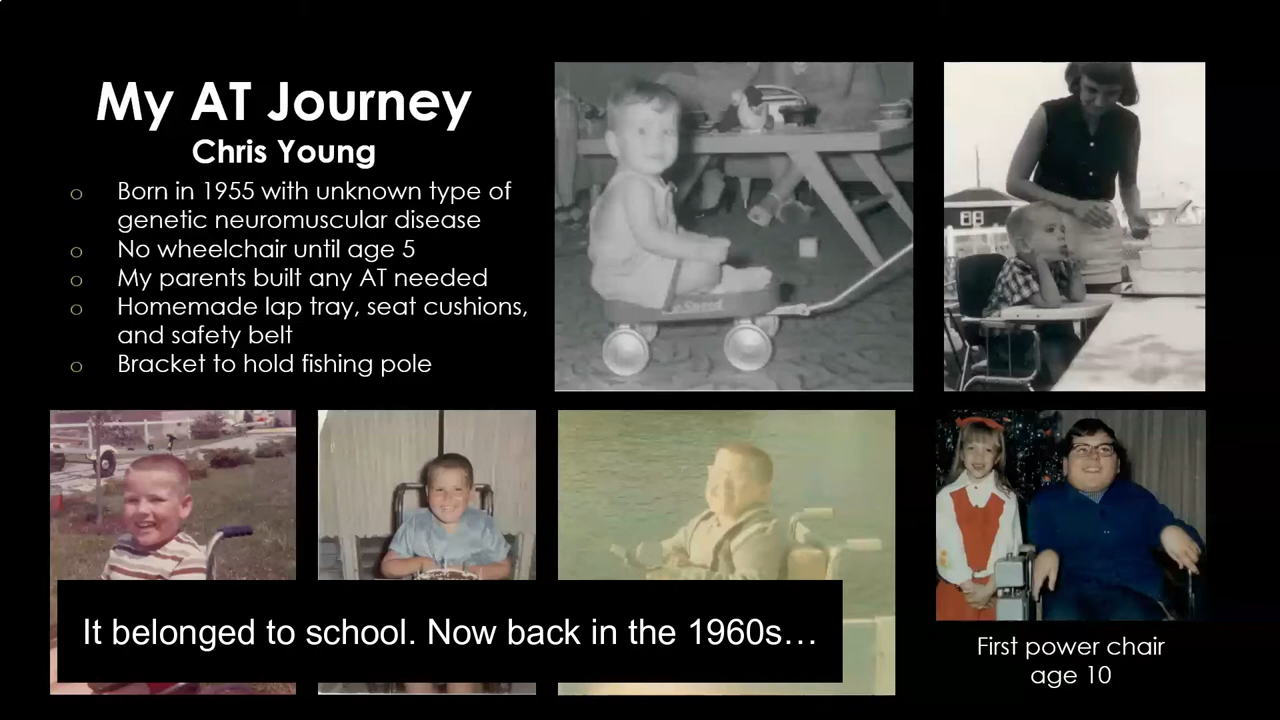 My AT Journey
Chris Young
o Born in 1955 with unknown type of
genetic neuromuscular disease
o No wheelchair until age 5
o My parents built any AT needed
o Homemade lap tray, seat cushions,
and safety belt
o Bracket to hold fishing pole
It belonged to school. Now back in the 1960s…
First power chair
age 10